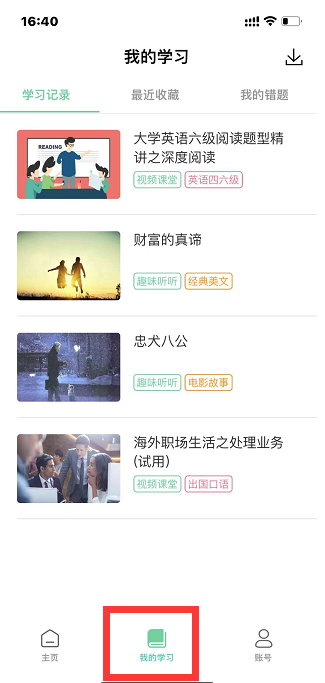 16:40
我的学习
学习记录
最近收藏
我的错题
READING
大学英语六级阅读题型精
讲之深度阅读
视频课堂
英语四六级
财富的真谛
趣味听听
经典美文
忠犬八公
趣味听听
电影故事
海外职场生活之处理业务
(试用)
视频课堂
出国口语
主页
我的学习
账号